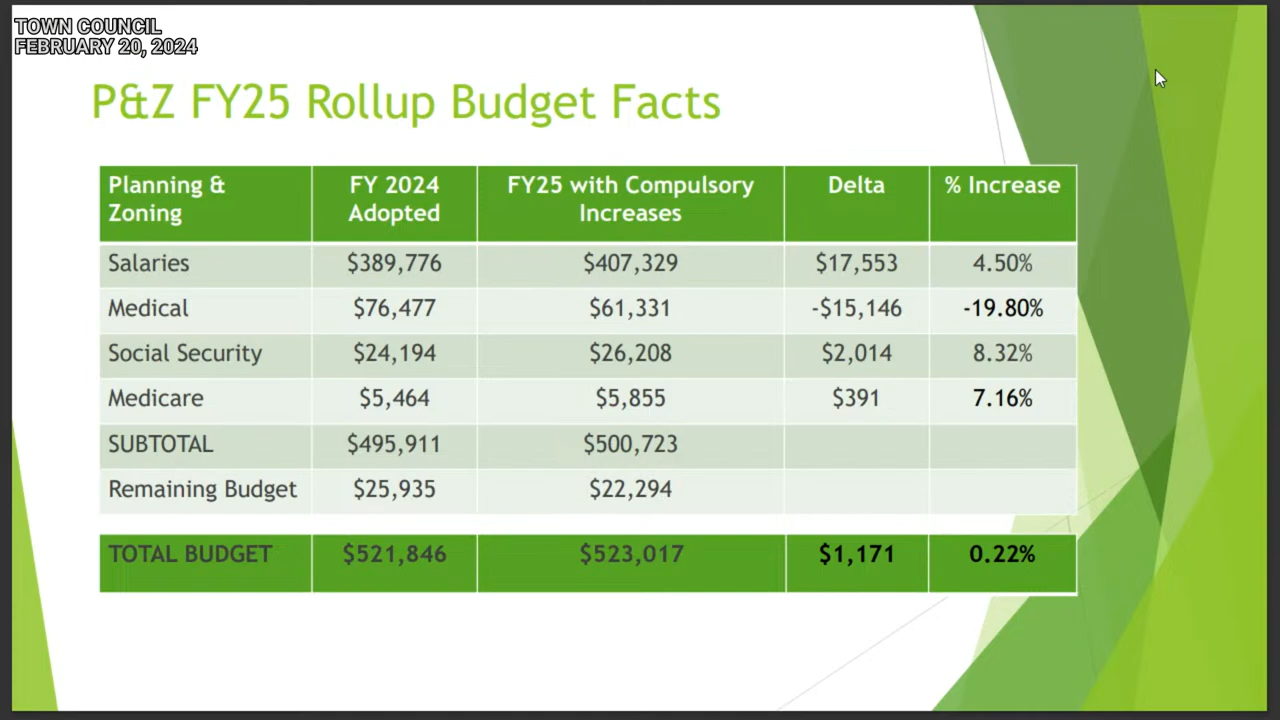 TOWN COUNCIL
FEBRUARY 20, 2024
P&Z FY25 Rollup Budget Facts
Planning & Zoning FY 2024 Adopted FY25 with Compulsory Increases Delta % Increase
Salaries $389,776 $407,329 $17,553 4.50%
Medical $76,477 $61,331 -$15,146 -19.80%
Social Security $24,194 $26,208 $2,014 8.32%
Medicare $5,464 $5,855 $391 7.16%
SUBTOTAL $495,911 $500,723
Remaining Budget $25,935 $22,294
TOTAL BUDGET $521,846 $523,017 $1,171 0.22%